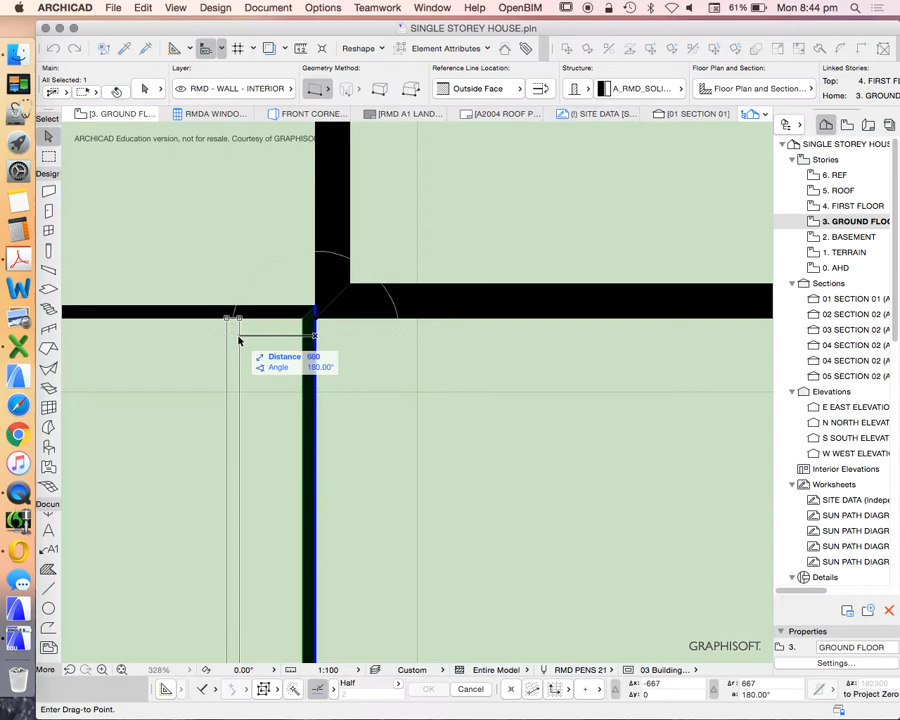 ARCHICAD File Edit View Design Document Options Teamwork Window Help OpenBIM 61% Mon 8:44 pm
SINGLE STOREY HOUSE.pln
Reshape Element Attributes
Main: Layer: Geometry Method: Reference Line Location: Structure: Floor Plan and Section: Linked Stories:
All Selected: 1
RMD - WALL - INTERIOR Outside Face A_RMD_SOLI... Floor Plan and Section...
Top: 4. FIRST FL
Home: 3. GROUND
Select [3. GROUND FL... RMDA WINDO... FRONT CORNE... [RMD A1 LAND... [A2004 ROOF P... (!) SITE DATA [S... [01 SECTION 01]
ARCHICAD Education version, not for resale. Courtesy of GRAPHISOF
Design
Docun
More
Distance 660
Angle 180.00°
GRAPHISOFT.
SINGLE STOREY HOUS
Stories
6. REF
5. ROOF
4. FIRST FLOOR
3. GROUND FLOO
2. BASEMENT
1. TERRAIN
0. AHD
Sections
01 SECTION 01 (A
02 SECTION 02 (A
03 SECTION 02 (A
04 SECTION 02 (A
04 SECTION 02 (A
05 SECTION 02 (A
Elevations
E EAST ELEVATIO
N NORTH ELEVAT
S SOUTH ELEVAT
W WEST ELEVATIO
Interior Elevations
Worksheets
SITE DATA (Indepe
SUN PATH DIAGR
SUN PATH DIAGR
SUN PATH DIAGR
SUN PATH DIAGR
Details
Properties
3. GROUND FLOOR
Settings...
328% 0.00° 1:100 Custom Entire Model RMD PENS 21 03 Building...
Half
2
OK Cancel
Δx: -667
Δy: 0
r: 667
a: 180.00°
Δz: 182300
to Project Zero
Enter Drag-to Point.